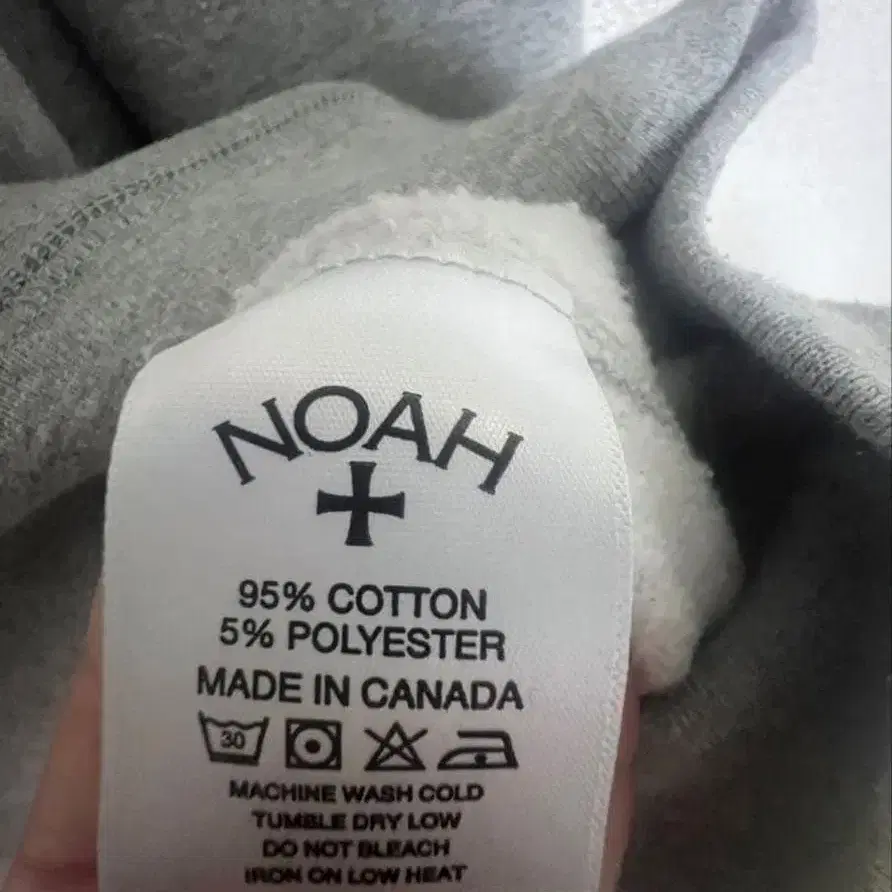 NOAH
95% COTTON
5% POLYESTER
MADE IN CANADA
30
MACHINE WASH COLD
TUMBLE DRY LOW
DO NOT BLEACH
IRON ON LOW HEAT